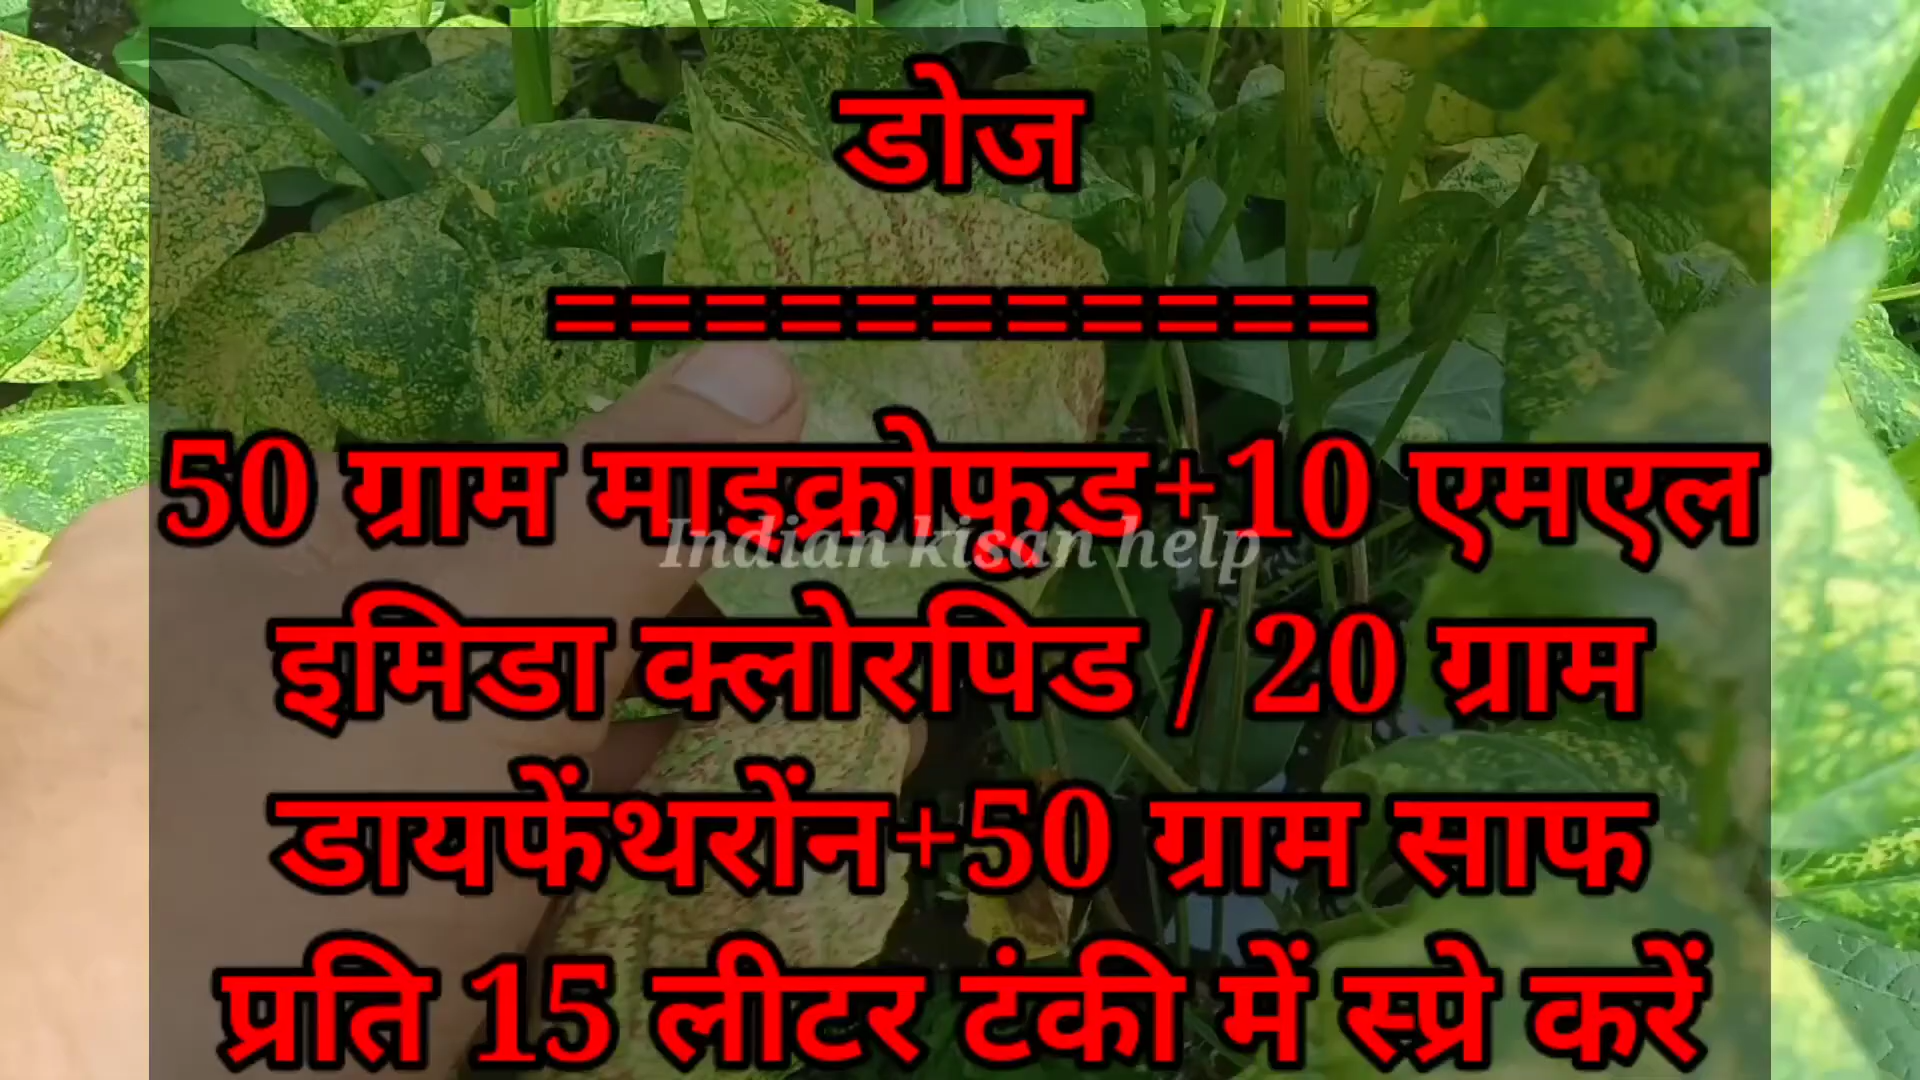 डोज
============
50 ग्राम माइक्रोफूड+10 एमएल
Indian kisan help
इमिडा क्लोरपिड / 20 ग्राम
डायफेंथरोंन+50 ग्राम साफ
प्रति 15 लीटर टंकी में स्प्रे करें